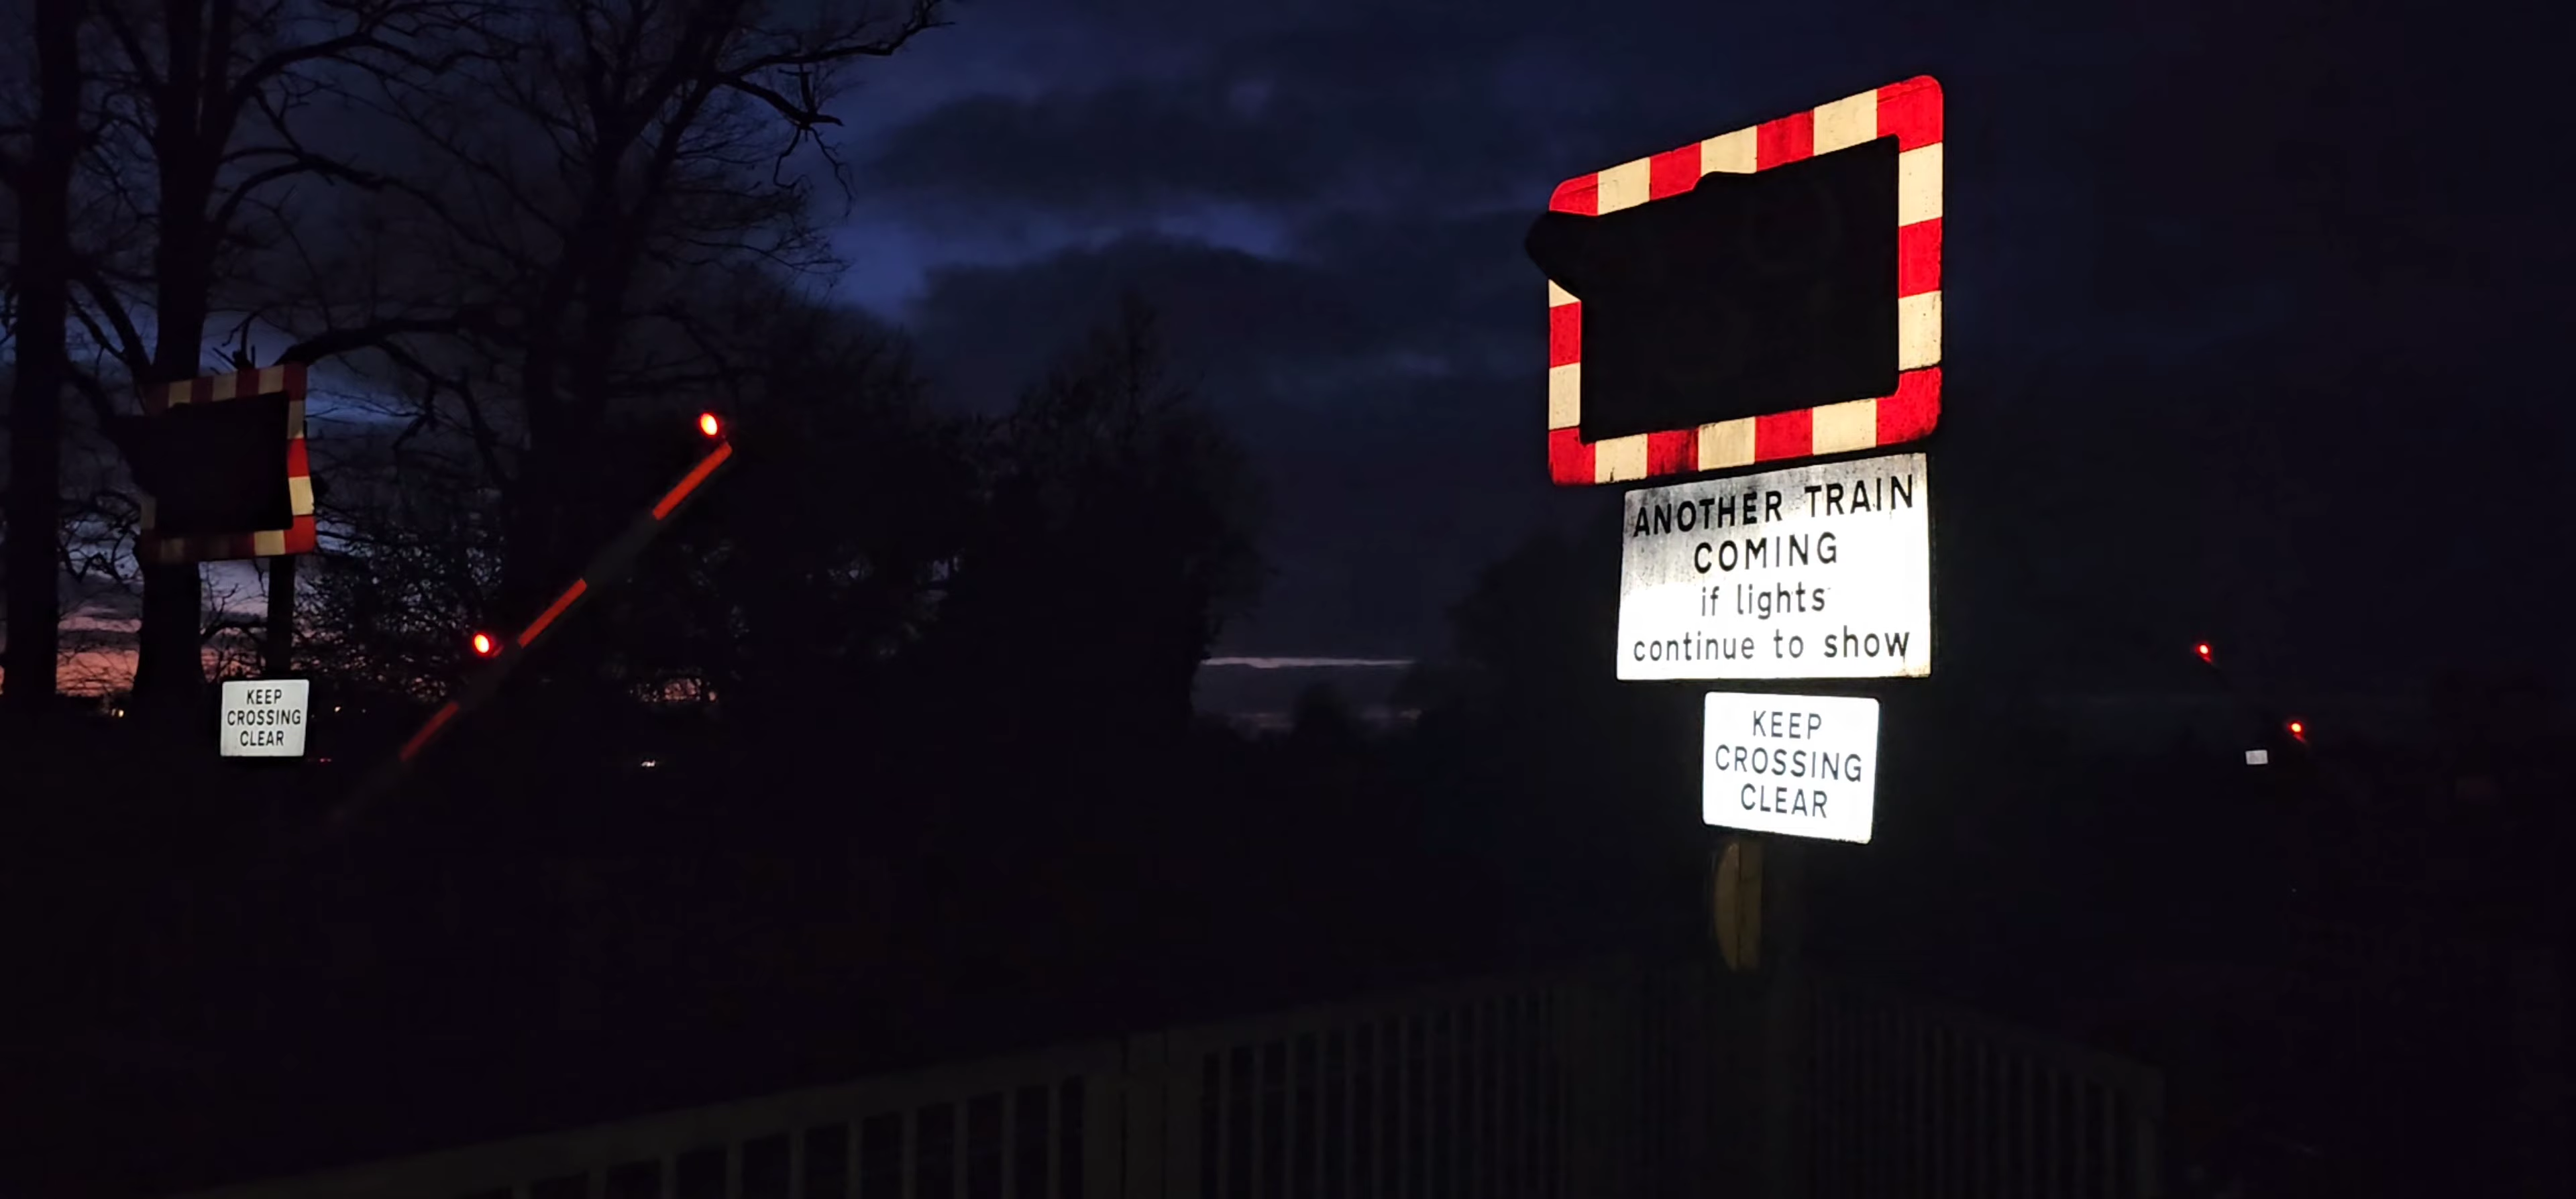 KEEP
CROSSING
CLEAR
ANOTHER TRAIN
COMING
if lights
continue to show
KEEP
CROSSING
CLEAR